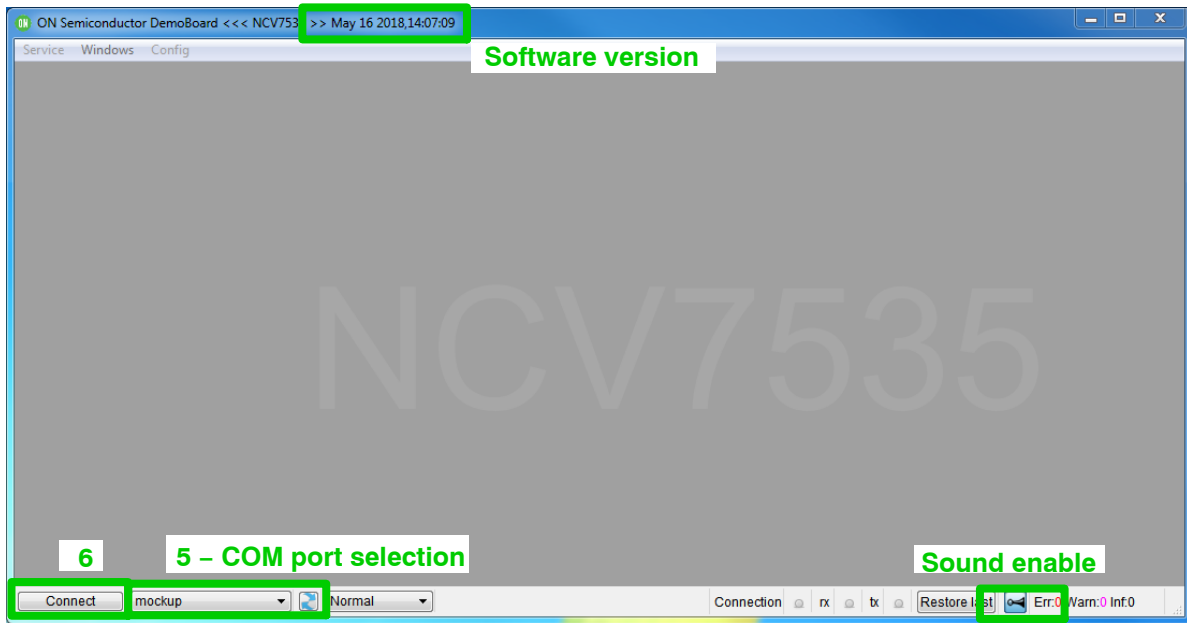 ON Semiconductor DemoBoard <<< NCV753 >> May 16 2018,14:07:09
Service Windows Config
Software version
NCV7535
6 5 – COM port selection
Sound enable
Connect mockup Normal Connection rx tx Restore last Err:0 Warn:0 Inf:0